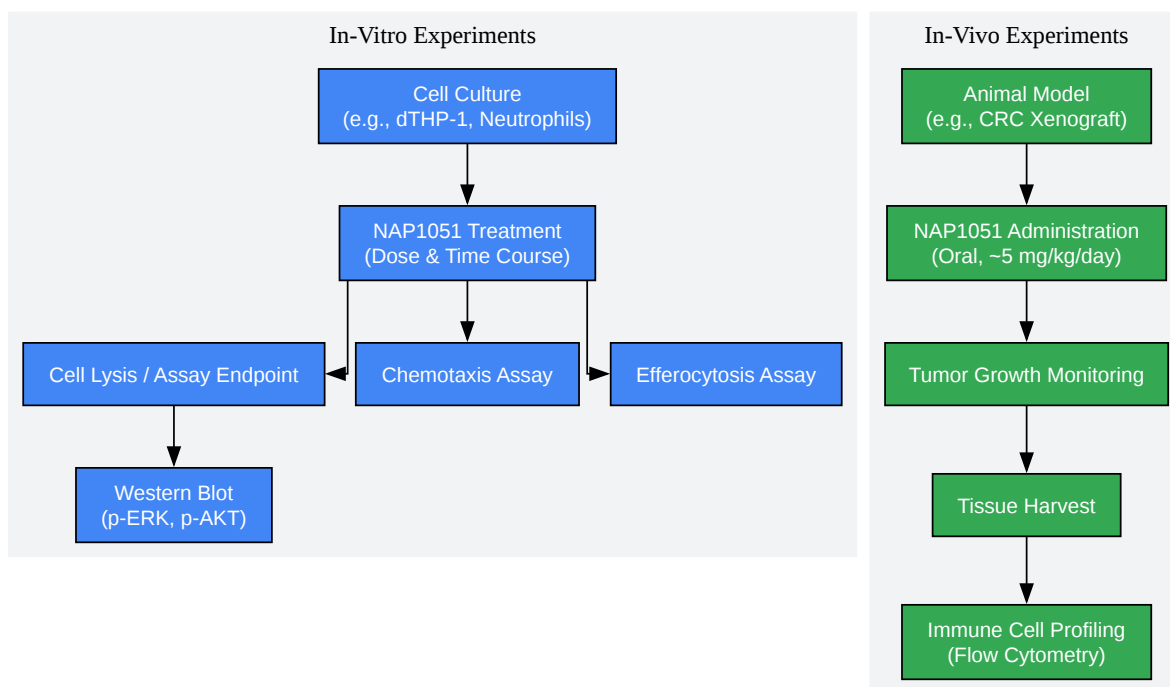 In-Vitro Experiments
Cell Culture
(e.g., dTHP-1, Neutrophils)
NAP1051 Treatment
(Dose & Time Course)
Cell Lysis / Assay Endpoint
Chemotaxis Assay
Efferocytosis Assay
Western Blot
(p-ERK, p-AKT)
In-Vivo Experiments
Animal Model
(e.g., CRC Xenograft)
NAP1051 Administration
(Oral, ~5 mg/kg/day)
Tumor Growth Monitoring
Tissue Harvest
Immune Cell Profiling
(Flow Cytometry)